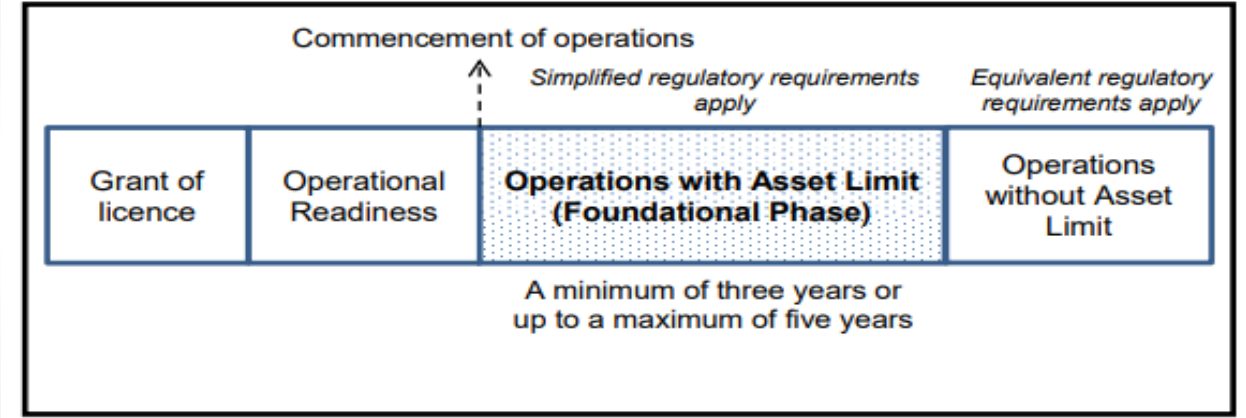 Commencement of operations
Simplified regulatory requirements
apply
Equivalent regulatory
requirements apply
Grant of
licence
Operational
Readiness
Operations with Asset Limit
(Foundational Phase)
Operations
without Asset
Limit
A minimum of three years or
up to a maximum of five years